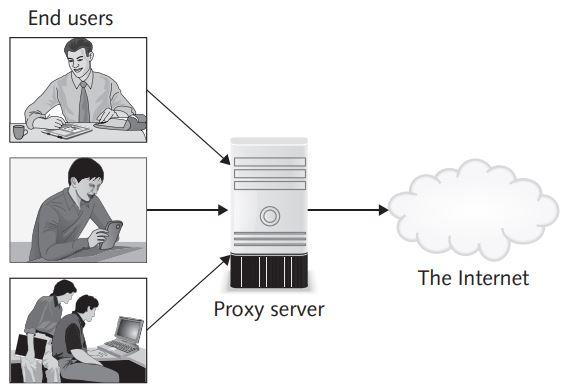 End users
Proxy server
The Internet